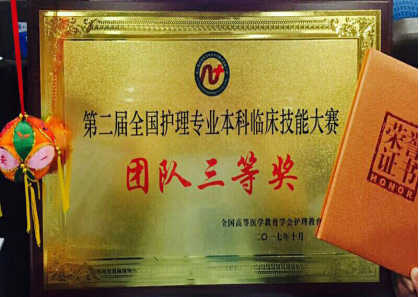 第二届全国护理专业本科临床技能大赛
团队三等奖
全国高等医学教育学会护理教育
二〇一七年十月
荣誉证书
HONOR